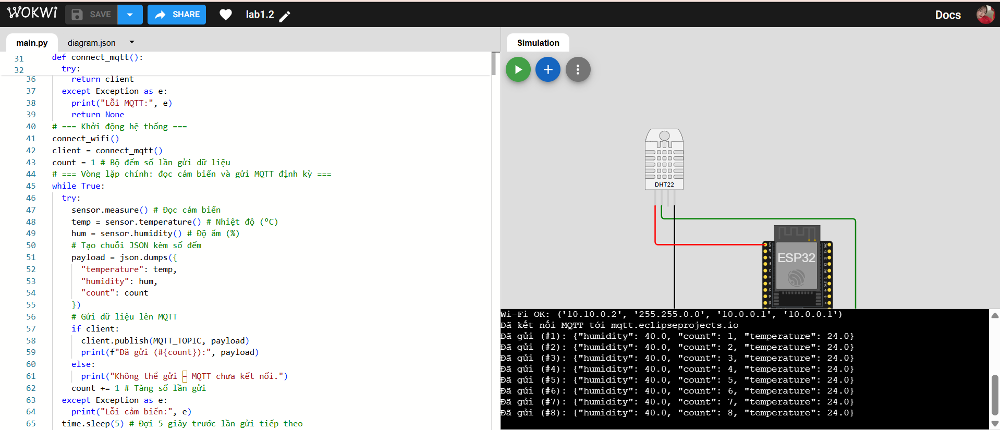 WOKWi
SAVE
SHARE
lab1.2
Docs
main.py
diagram.json
Simulation
31 def connect_mqtt():
32 try:
36 return client
37 except Exception as e:
38 print("Lỗi MQTT:", e)
39 return None
40 # === Khởi động hệ thống ===
41 connect_wifi()
42 client = connect_mqtt()
43 count = 1 # Bộ đếm số lần gửi dữ liệu
44 # === Vòng lặp chính: đọc cảm biến và gửi MQTT định kỳ ===
45 while True:
46 try:
47 sensor.measure() # Đọc cảm biến
48 temp = sensor.temperature() # Nhiệt độ (°C)
49 hum = sensor.humidity() # Độ ẩm (%)
50 # Tạo chuỗi JSON kèm số đếm
51 payload = json.dumps({
52 "temperature": temp,
53 "humidity": hum,
54 "count": count
55 })
56 # Gửi dữ liệu lên MQTT
57 if client:
58 client.publish(MQTT_TOPIC, payload)
59 print(f"Đã gửi (#{count}):", payload)
60 else:
61 print("Không thể gửi – MQTT chưa kết nối.")
62 count += 1 # Tăng số lần gửi
63 except Exception as e:
64 print("Lỗi cảm biến:", e)
65 time.sleep(5) # Đợi 5 giây trước lần gửi tiếp theo
DHT22
ESP32
Wi-Fi OK: ('10.10.0.2', '255.255.0.0', '10.0.0.1', '10.0.0.1')
Đã kết nối MQTT tới mqtt.eclipseprojects.io
Đã gửi (#1): {"humidity": 40.0, "count": 1, "temperature": 24.0}
Đã gửi (#2): {"humidity": 40.0, "count": 2, "temperature": 24.0}
Đã gửi (#3): {"humidity": 40.0, "count": 3, "temperature": 24.0}
Đã gửi (#4): {"humidity": 40.0, "count": 4, "temperature": 24.0}
Đã gửi (#5): {"humidity": 40.0, "count": 5, "temperature": 24.0}
Đã gửi (#6): {"humidity": 40.0, "count": 6, "temperature": 24.0}
Đã gửi (#7): {"humidity": 40.0, "count": 7, "temperature": 24.0}
Đã gửi (#8): {"humidity": 40.0, "count": 8, "temperature": 24.0}